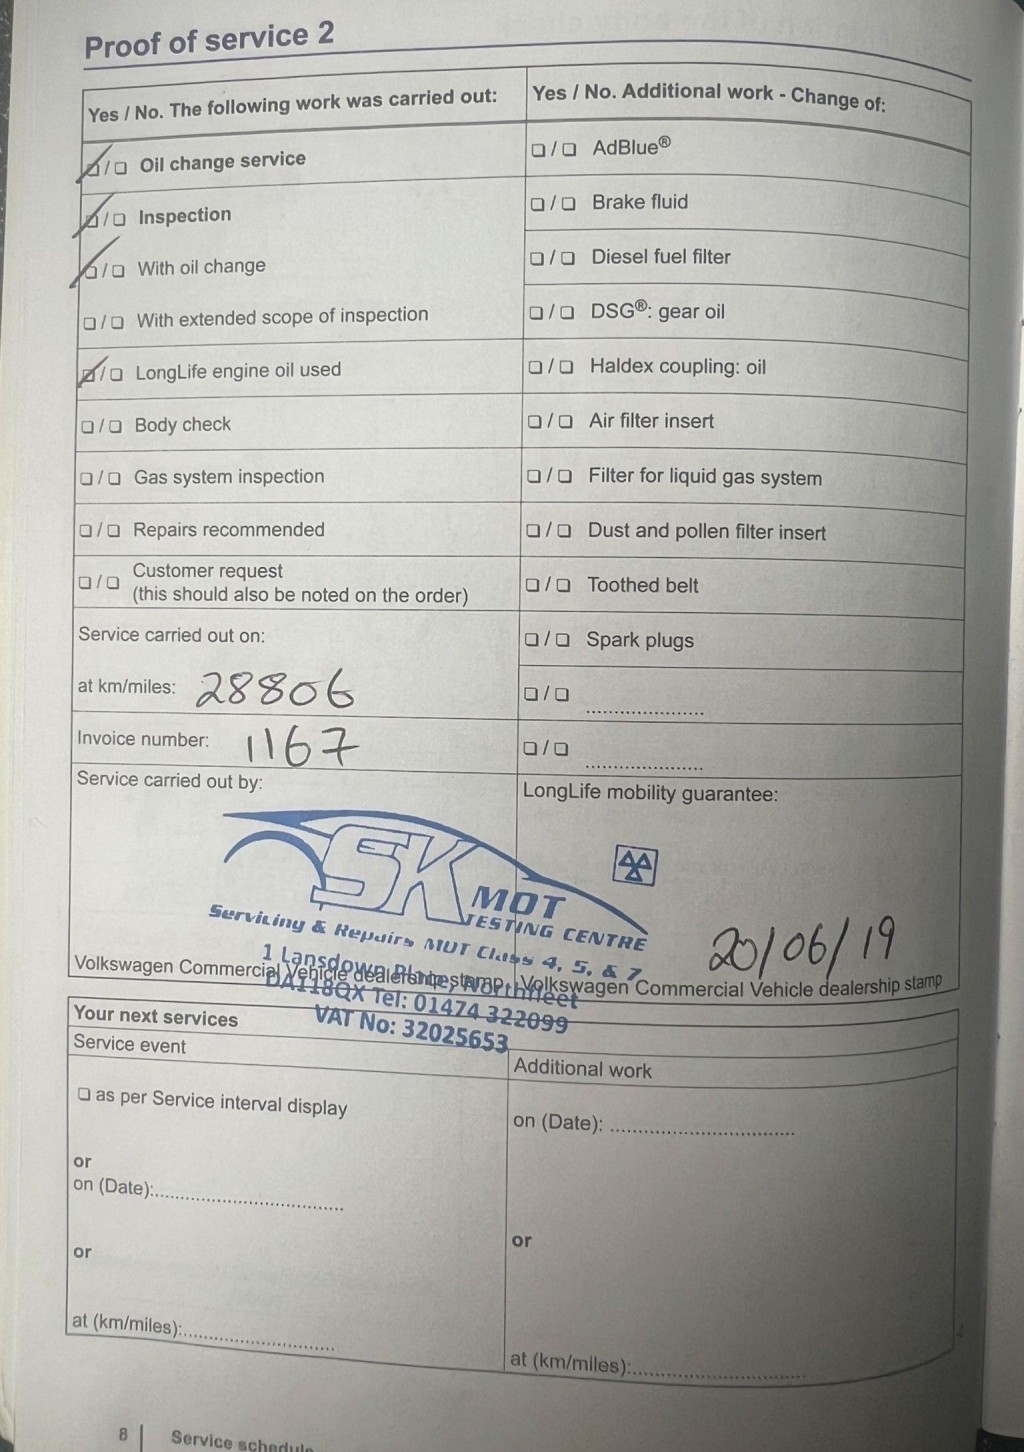 Proof of service 2
Yes / No. The following work was carried out:
☐/☐ Oil change service
☐/☐ Inspection
☐/☐ With oil change
☐/☐ With extended scope of inspection
☐/☐ LongLife engine oil used
☐/☐ Body check
☐/☐ Gas system inspection
☐/☐ Repairs recommended
☐/☐ Customer request
(this should also be noted on the order)
Service carried out on:
at km/miles: 28806
Invoice number: 1167
Service carried out by:
Yes / No. Additional work - Change of:
☐/☐ AdBlue®
☐/☐ Brake fluid
☐/☐ Diesel fuel filter
☐/☐ DSG®: gear oil
☐/☐ Haldex coupling: oil
☐/☐ Air filter insert
☐/☐ Filter for liquid gas system
☐/☐ Dust and pollen filter insert
☐/☐ Toothed belt
☐/☐ Spark plugs
☐/☐ ....................
☐/☐ ....................
LongLife mobility guarantee:
SK MOT
TESTING CENTRE
Servicing & Repairs MOT Class 4, 5, & 7
1 Lansdown Place, Northfleet
DA118QX Tel: 01474 322099
VAT No: 32025653
20/06/19
Volkswagen Commercial Vehicle dealership stamp
Volkswagen Commercial Vehicle dealership stamp
Your next services
Service event
☐ as per Service interval display
or
on (Date):................................
or
at (km/miles):..........................
Additional work
on (Date): ................................
or
at (km/miles):..............................
8 | Service schedule